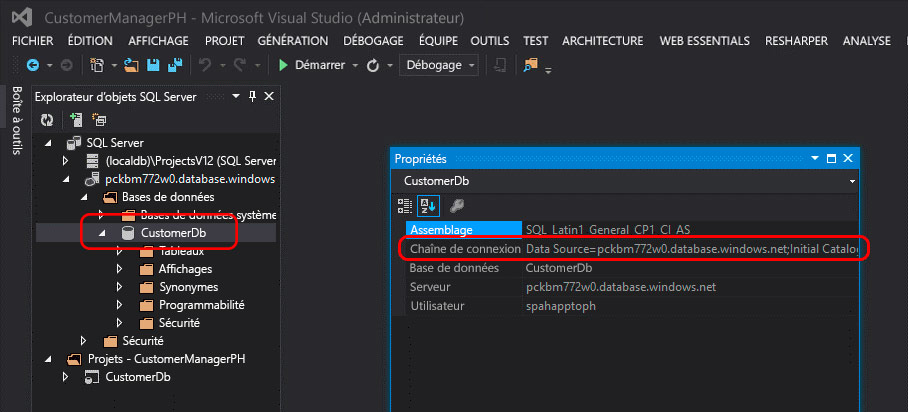 CustomerManagerPH - Microsoft Visual Studio (Administrateur)
FICHIER ÉDITION AFFICHAGE PROJET GÉNÉRATION DÉBOGAGE ÉQUIPE OUTILS TEST ARCHITECTURE WEB ESSENTIALS RESHARPER ANALYSE
Démarrer Débogage
Boîte à outils
Explorateur d'objets SQL Server
SQL Server
(localdb)\ProjectsV12 (SQL Server
pckbm772w0.database.windows
Bases de données
Bases de données système
CustomerDb
Tableaux
Affichages
Synonymes
Programmabilité
Sécurité
Sécurité
Projets - CustomerManagerPH
CustomerDb
Propriétés
CustomerDb
Assemblage SQL_Latin1_General_CP1_CI_AS
Chaîne de connexion Data Source=pckbm772w0.database.windows.net;Initial Catalo
Base de données CustomerDb
Serveur pckbm772w0.database.windows.net
Utilisateur spahapptoph